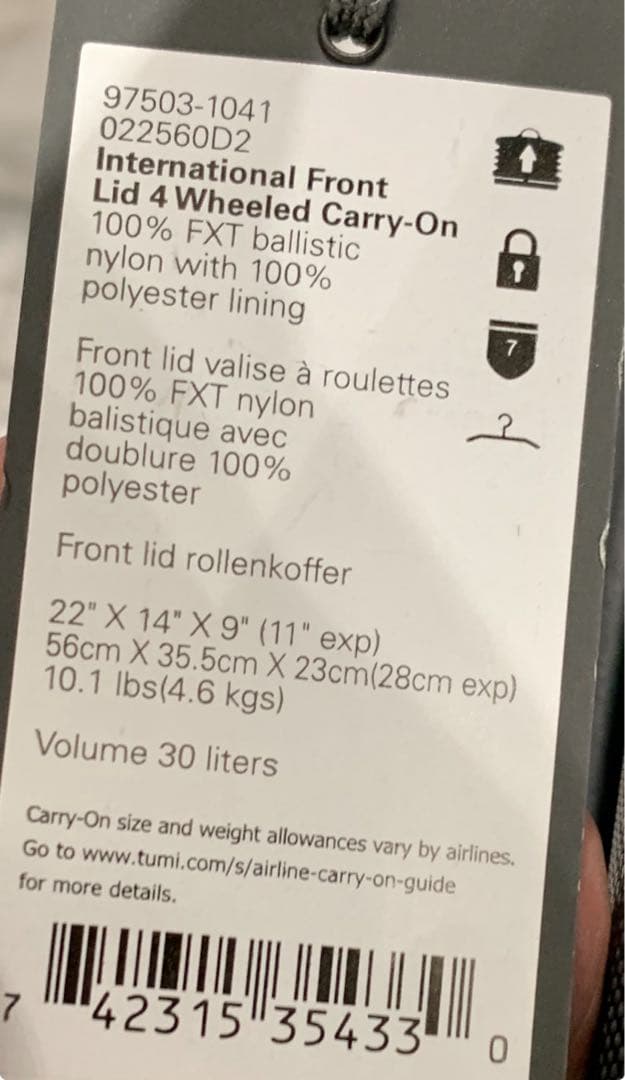 97503-1041
022560D2
International Front
Lid 4 Wheeled Carry-On
100% FXT ballistic
nylon with 100%
polyester lining
7
Front lid valise à roulettes
100% FXT nylon
balistique avec
doublure 100%
polyester
Front lid rollenkoffer
22" X 14" X 9" (11" exp)
56cm X 35.5cm X 23cm(28cm exp)
10.1 lbs(4.6 kgs)
Volume 30 liters
Carry-On size and weight allowances vary by airlines.
Go to www.tumi.com/s/airline-carry-on-guide
for more details.
7 42315 35433 0